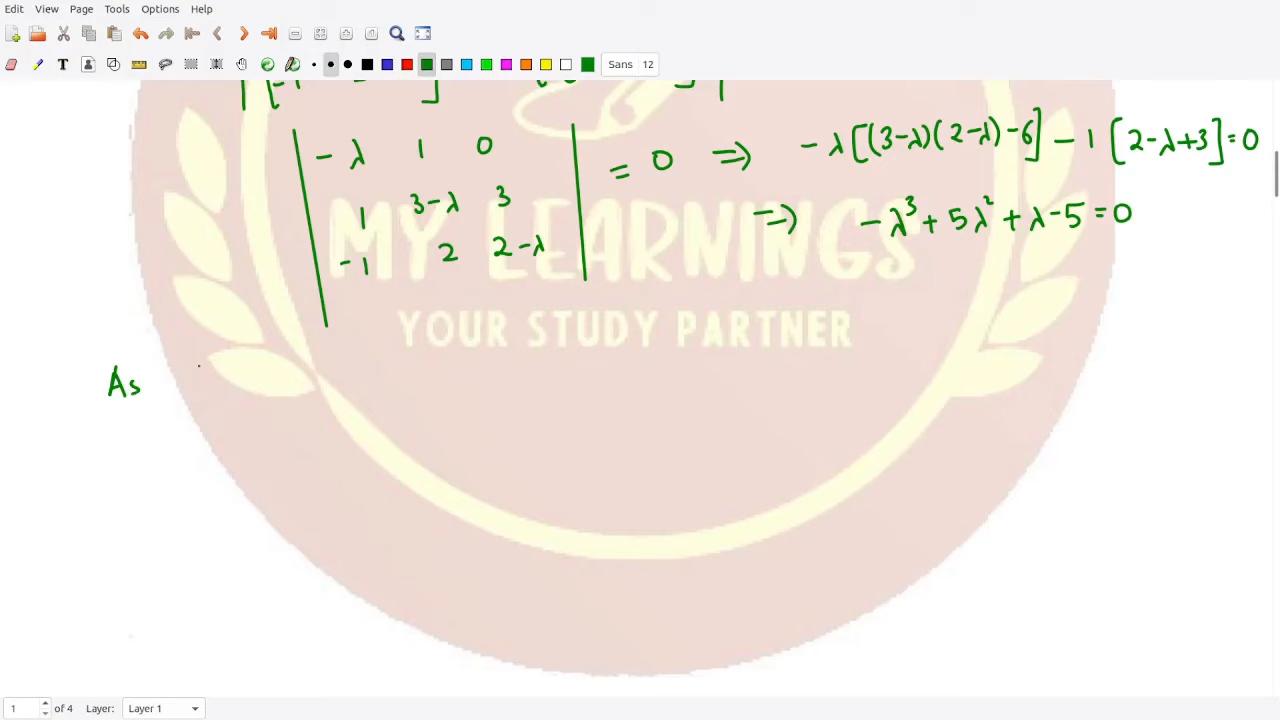 Edit View Page Tools Options Help
Sans 12
-λ 1 0
1 3-λ 3
-1 2 2-λ
= 0 ⇒ -λ[(3-λ)(2-λ)-6] - 1 [2-λ+3] = 0
⇒ -λ³ + 5λ² + λ - 5 = 0
MY LEARNINGS
YOUR STUDY PARTNER
As
1 of 4 Layer: Layer 1